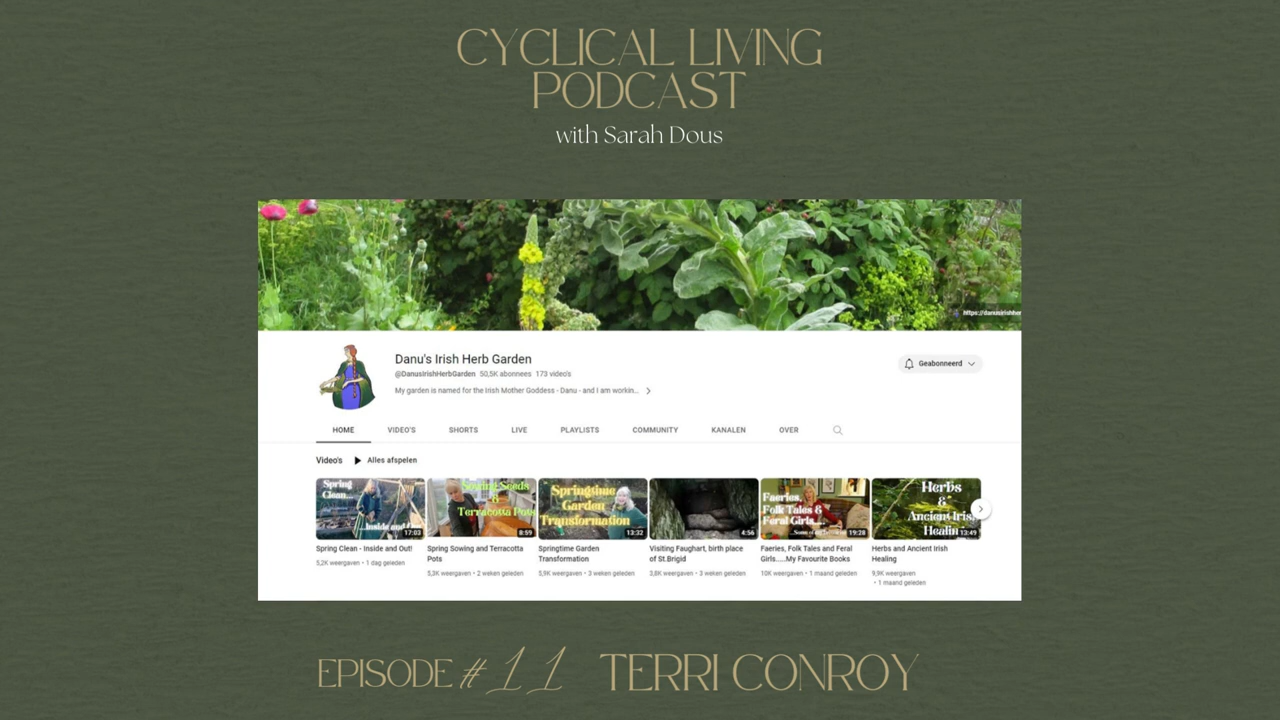 CYCLICAL LIVING
PODCAST
with Sarah Dous
Danu's Irish Herb Garden
@DanusIrishHerbGarden 50,5K abonnees 173 video's
My garden is named for the Irish Mother Goddess - Danu - and I am workin...
Geabonneerd
HOME VIDEO'S SHORTS LIVE PLAYLISTS COMMUNITY KANALEN OVER
Video's Alles afspelen
Spring
Clean...
Inside and
17:03
Sowing Seeds
&
Terracotta Pots
8:59
Springtime
Garden
Transformation
13:32
4:56
Faeries,
Folk Tales &
Feral Girls....
19:28
Herbs
&
Ancient Irish
Healin
13:49
Spring Clean - Inside and Out!
5,2K weergaven • 1 dag geleden
Spring Sowing and Terracotta
Pots
5,3K weergaven • 2 weken geleden
Springtime Garden
Transformation
5,9K weergaven • 3 weken geleden
Visiting Faughart, birth place
of St.Brigid
3,8K weergaven • 3 weken geleden
Faeries, Folk Tales and Feral
Girls.....My Favourite Books
10K weergaven • 1 maand geleden
Herbs and Ancient Irish
Healing
9,9K weergaven
• 1 maand geleden
EPISODE # 11 TERRI CONROY